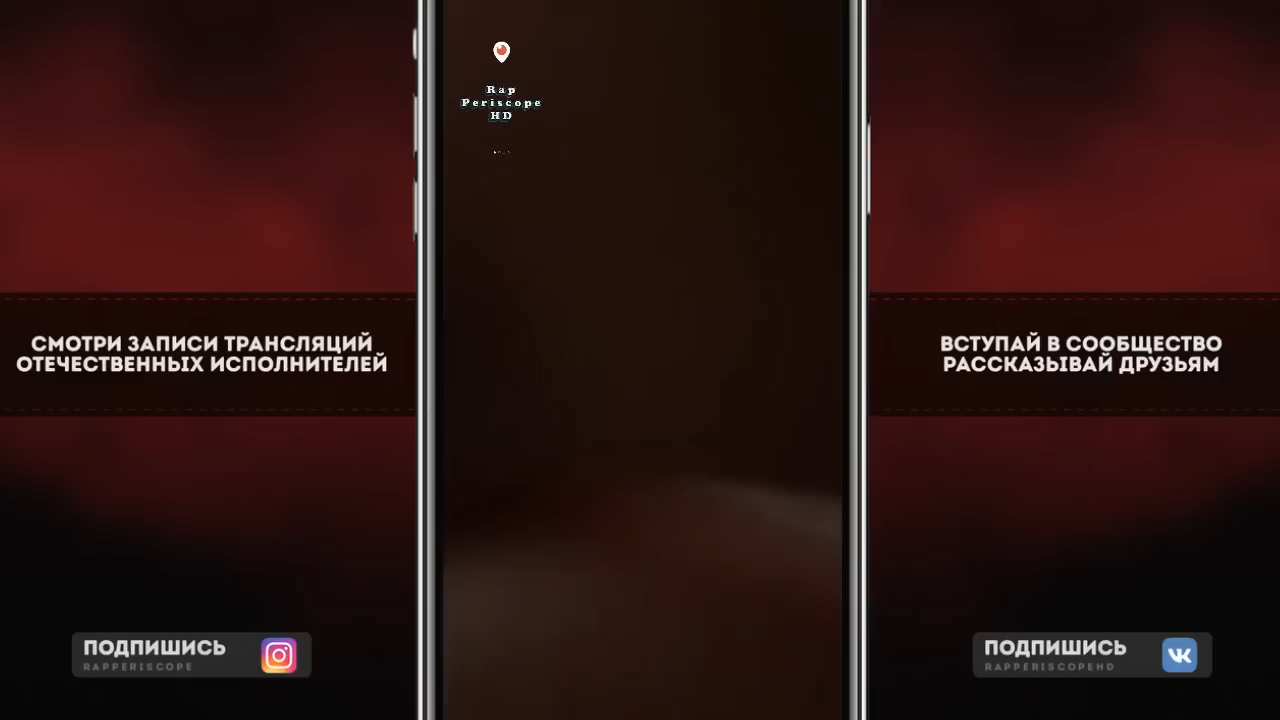 Rap
Periscope
HD
СМОТРИ ЗАПИСИ ТРАНСЛЯЦИЙ
ОТЕЧЕСТВЕННЫХ ИСПОЛНИТЕЛЕЙ
ВСТУПАЙ В СООБЩЕСТВО
РАССКАЗЫВАЙ ДРУЗЬЯМ
ПОДПИШИСЬ
RAPPERISCOPE
ПОДПИШИСЬ
RAPPERISCOPEHD